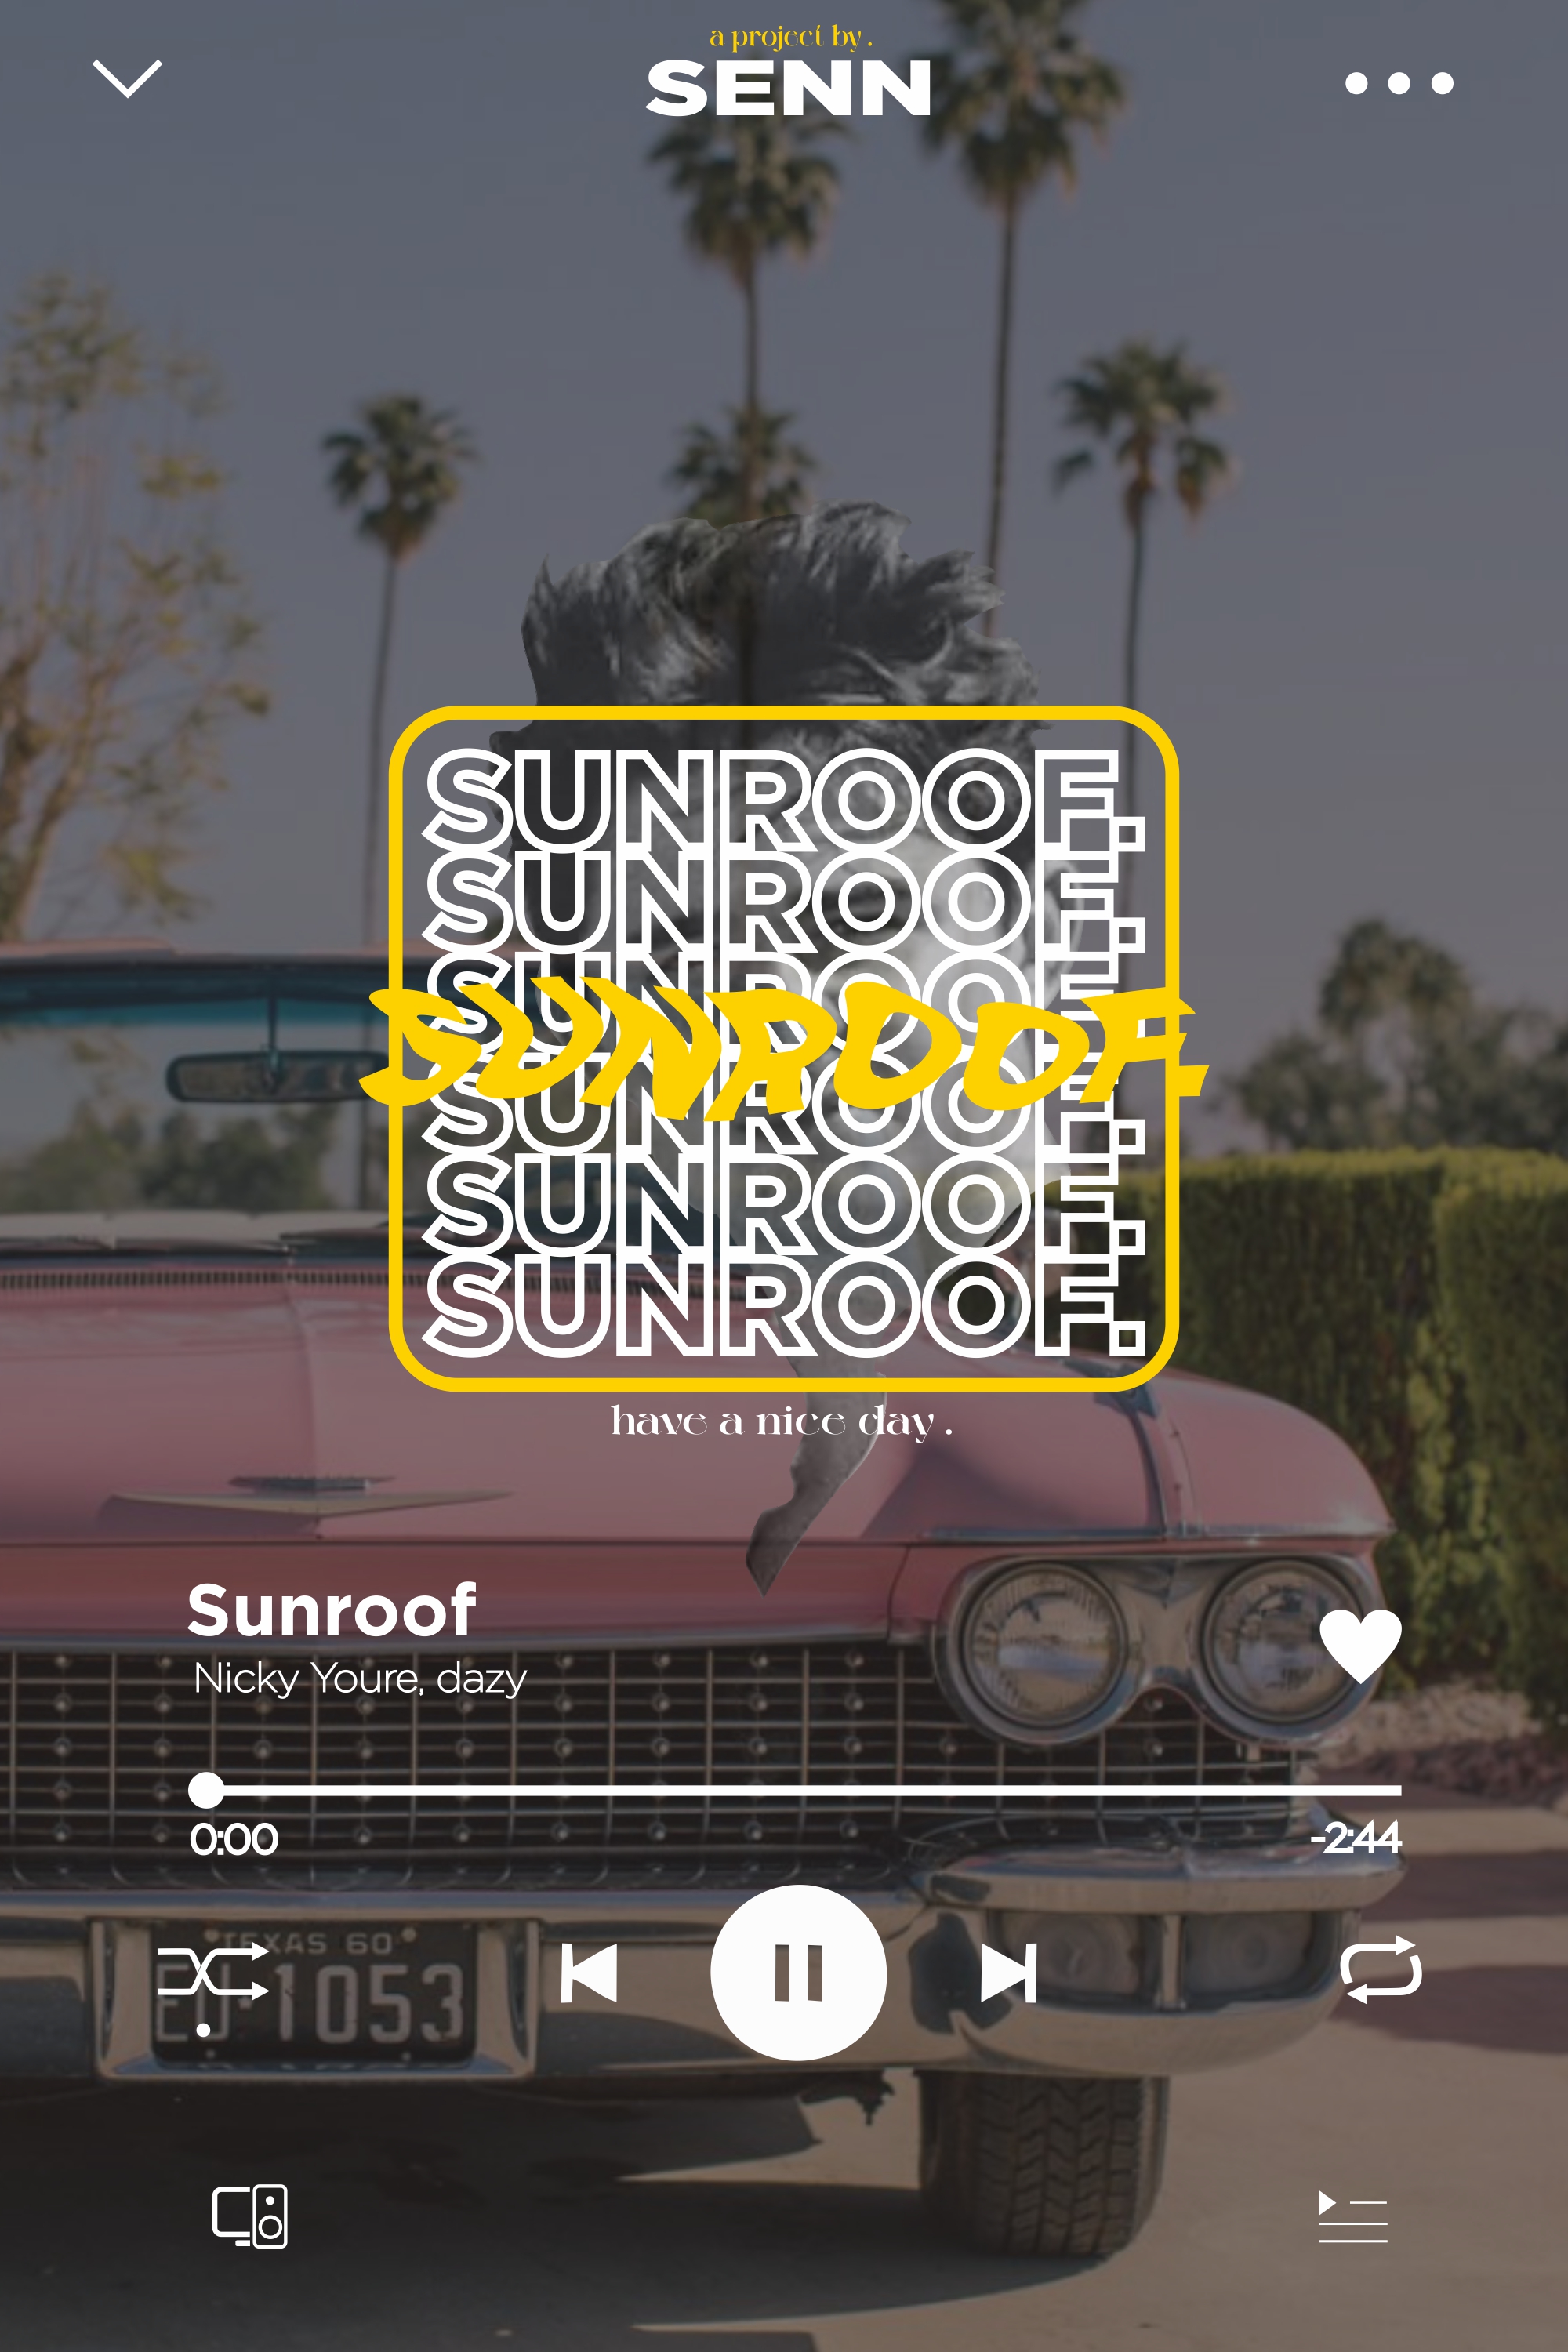 a project by .
SENN
SUNROOF.
SUNROOF.
SUNROOF.
SUNROOF
SUNROOF.
SUNROOF.
SUNROOF.
have a nice day .
Sunroof
Nicky Youre, dazy
0:00
-2:44
TEXAS 60
EJ·1053